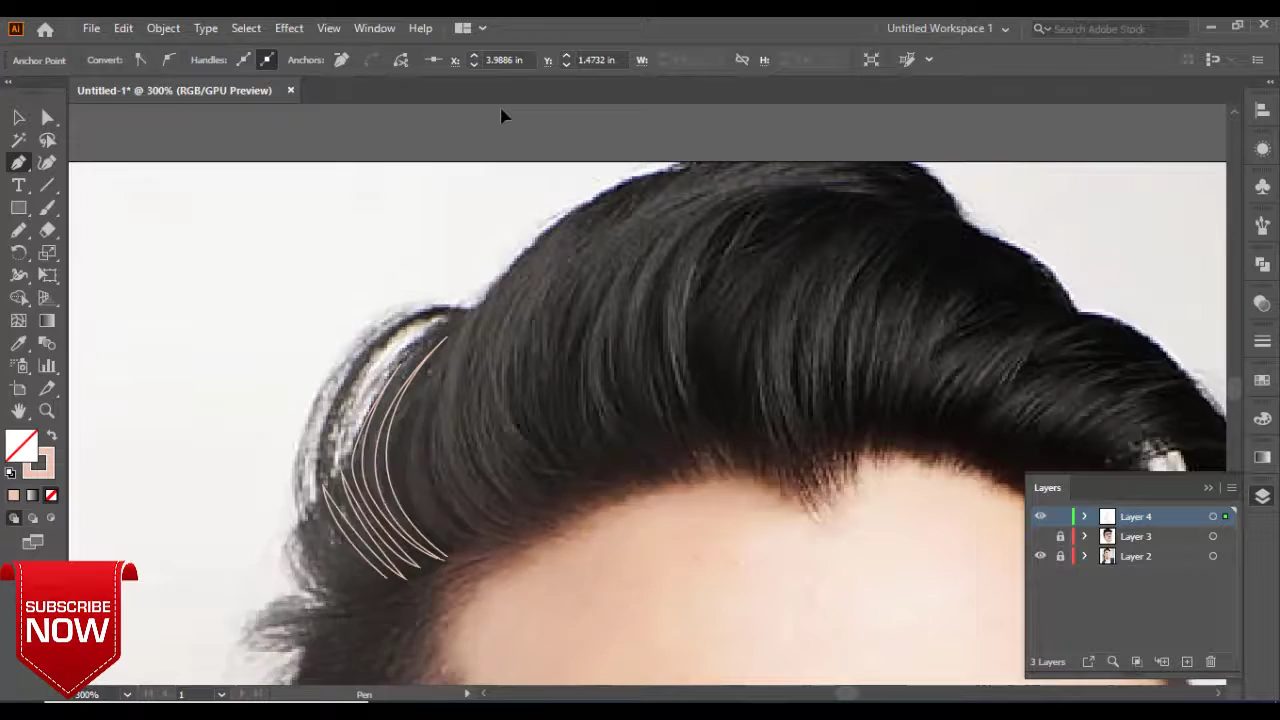 Ai File Edit Object Type Select Effect View Window Help Untitled Workspace 1 Search Adobe Stock
Anchor Point Convert: Handles: Anchors: X: 3.9886 in Y: 1.4732 in W: H:
Untitled-1* @ 300% (RGB/GPU Preview)
Layers
Layer 4
Layer 3
Layer 2
SUBSCRIBE
NOW
3 Layers
300% 1 Pen